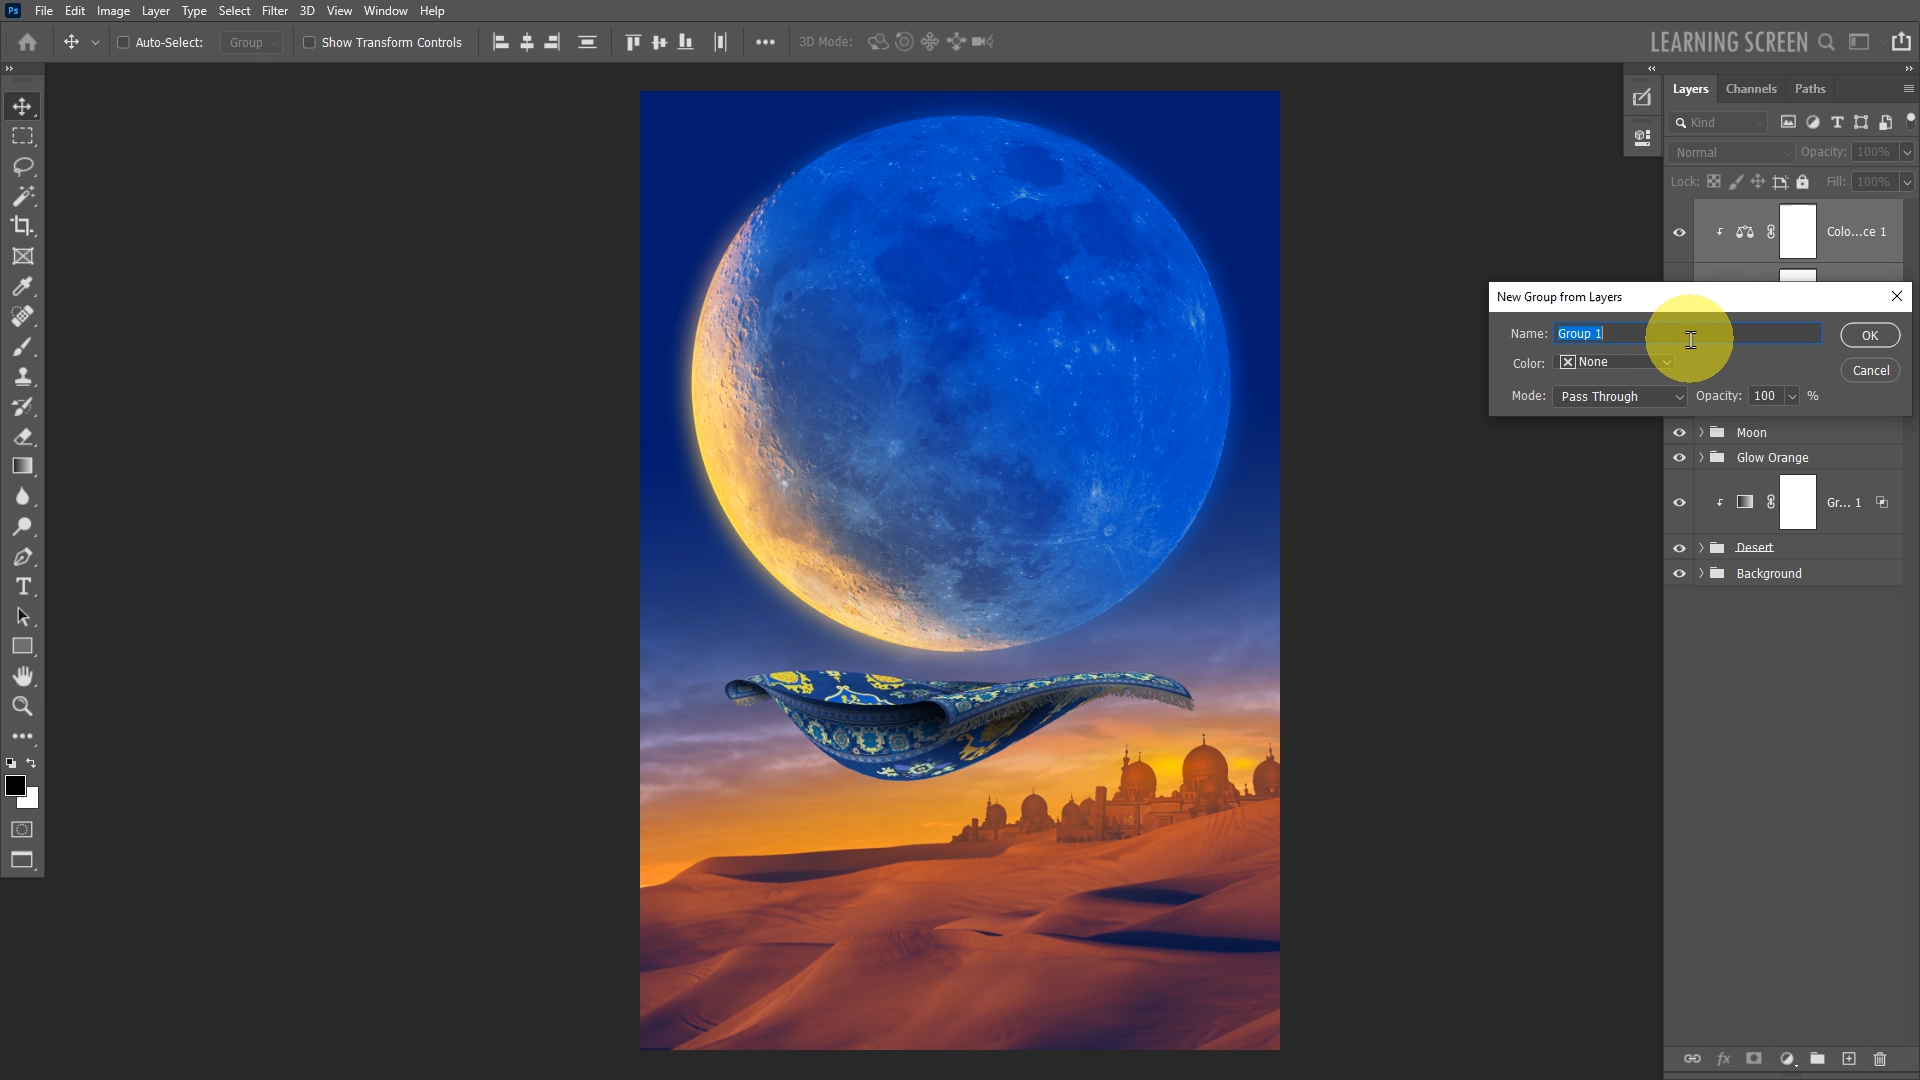 Ps File Edit Image Layer Type Select Filter 3D View Window Help
Auto-Select: Group Show Transform Controls 3D Mode: LEARNING SCREEN
Layers Channels Paths
Kind
Normal Opacity: 100%
Lock: Fill: 100%
Colo...ce 1
New Group from Layers
Name: Group 1 OK
Color: None Cancel
Mode: Pass Through Opacity: 100 %
Moon
Glow Orange
Gr... 1
Desert
Background